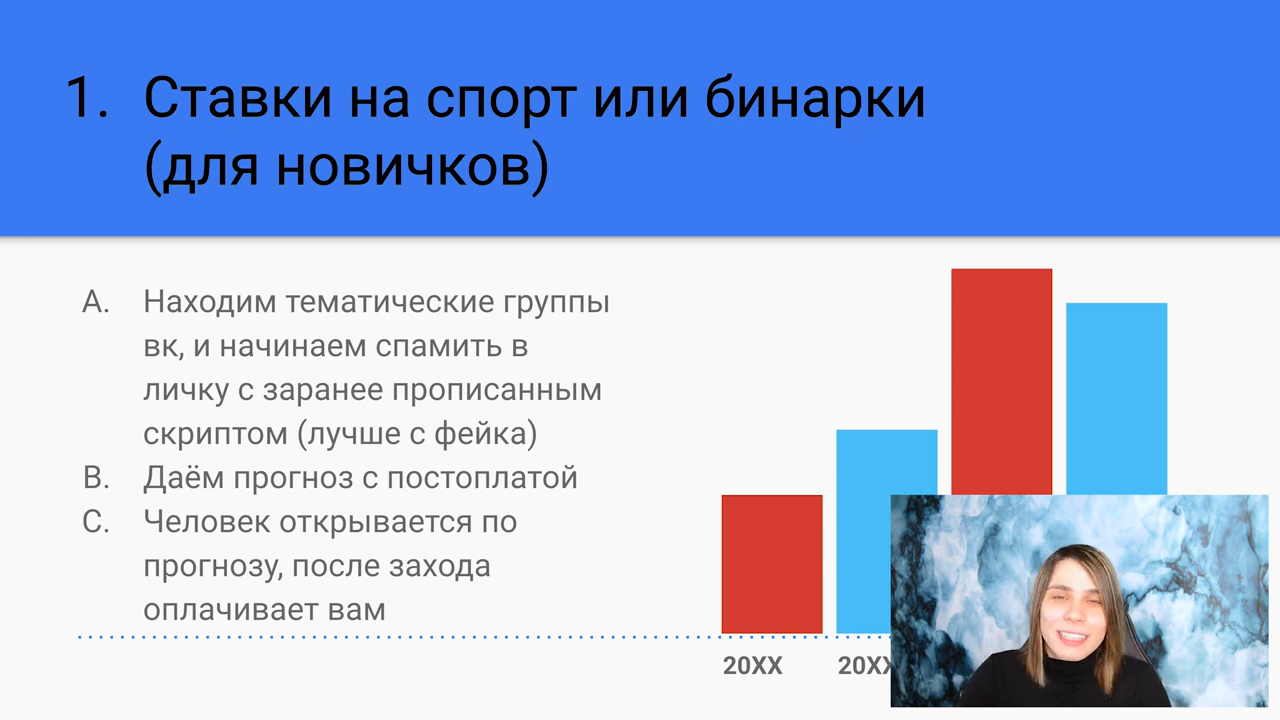 1. Ставки на спорт или бинарки
(для новичков)
A. Находим тематические группы
вк, и начинаем спамить в
личку с заранее прописанным
скриптом (лучше с фейка)
B. Даём прогноз с постоплатой
C. Человек открывается по
прогнозу, после захода
оплачивает вам
20XX 20XX